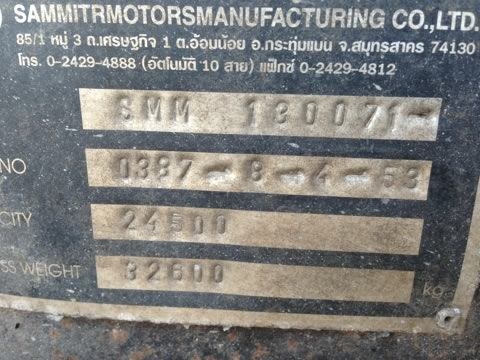 SAMMITRMOTORSMANUFACTURING CO.,LTD.
85/1 หมู่ 3 ถ.เศรษฐกิจ 1 ต.อ้อมน้อย อ.กระทุ่มแบน จ.สมุทรสาคร 74130
โทร. 0-2429-4888 (อัตโนมัติ 10 สาย) แฟ็กซ์ 0-2429-4812
SMM 130071-
NO 0387-8-4-53
CITY 24500
SS WEIGHT 32600 kg.